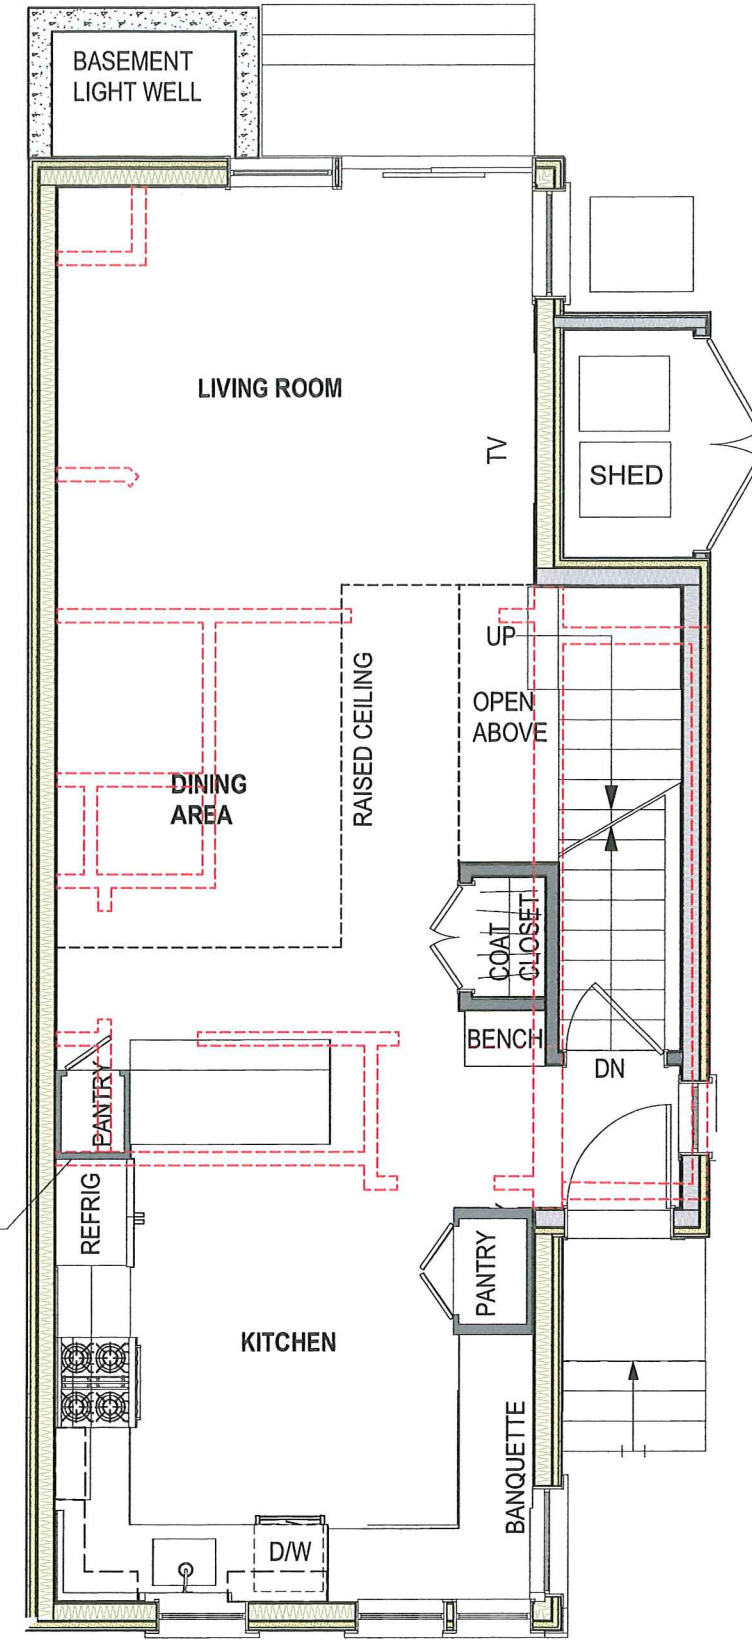 BASEMENT
LIGHT WELL
LIVING ROOM
TV
SHED
UP
OPEN
ABOVE
RAISED CEILING
DINING
AREA
COAT
CLOSET
BENCH
DN
PANTRY
REFRIG
PANTRY
KITCHEN
BANQUETTE
D/W